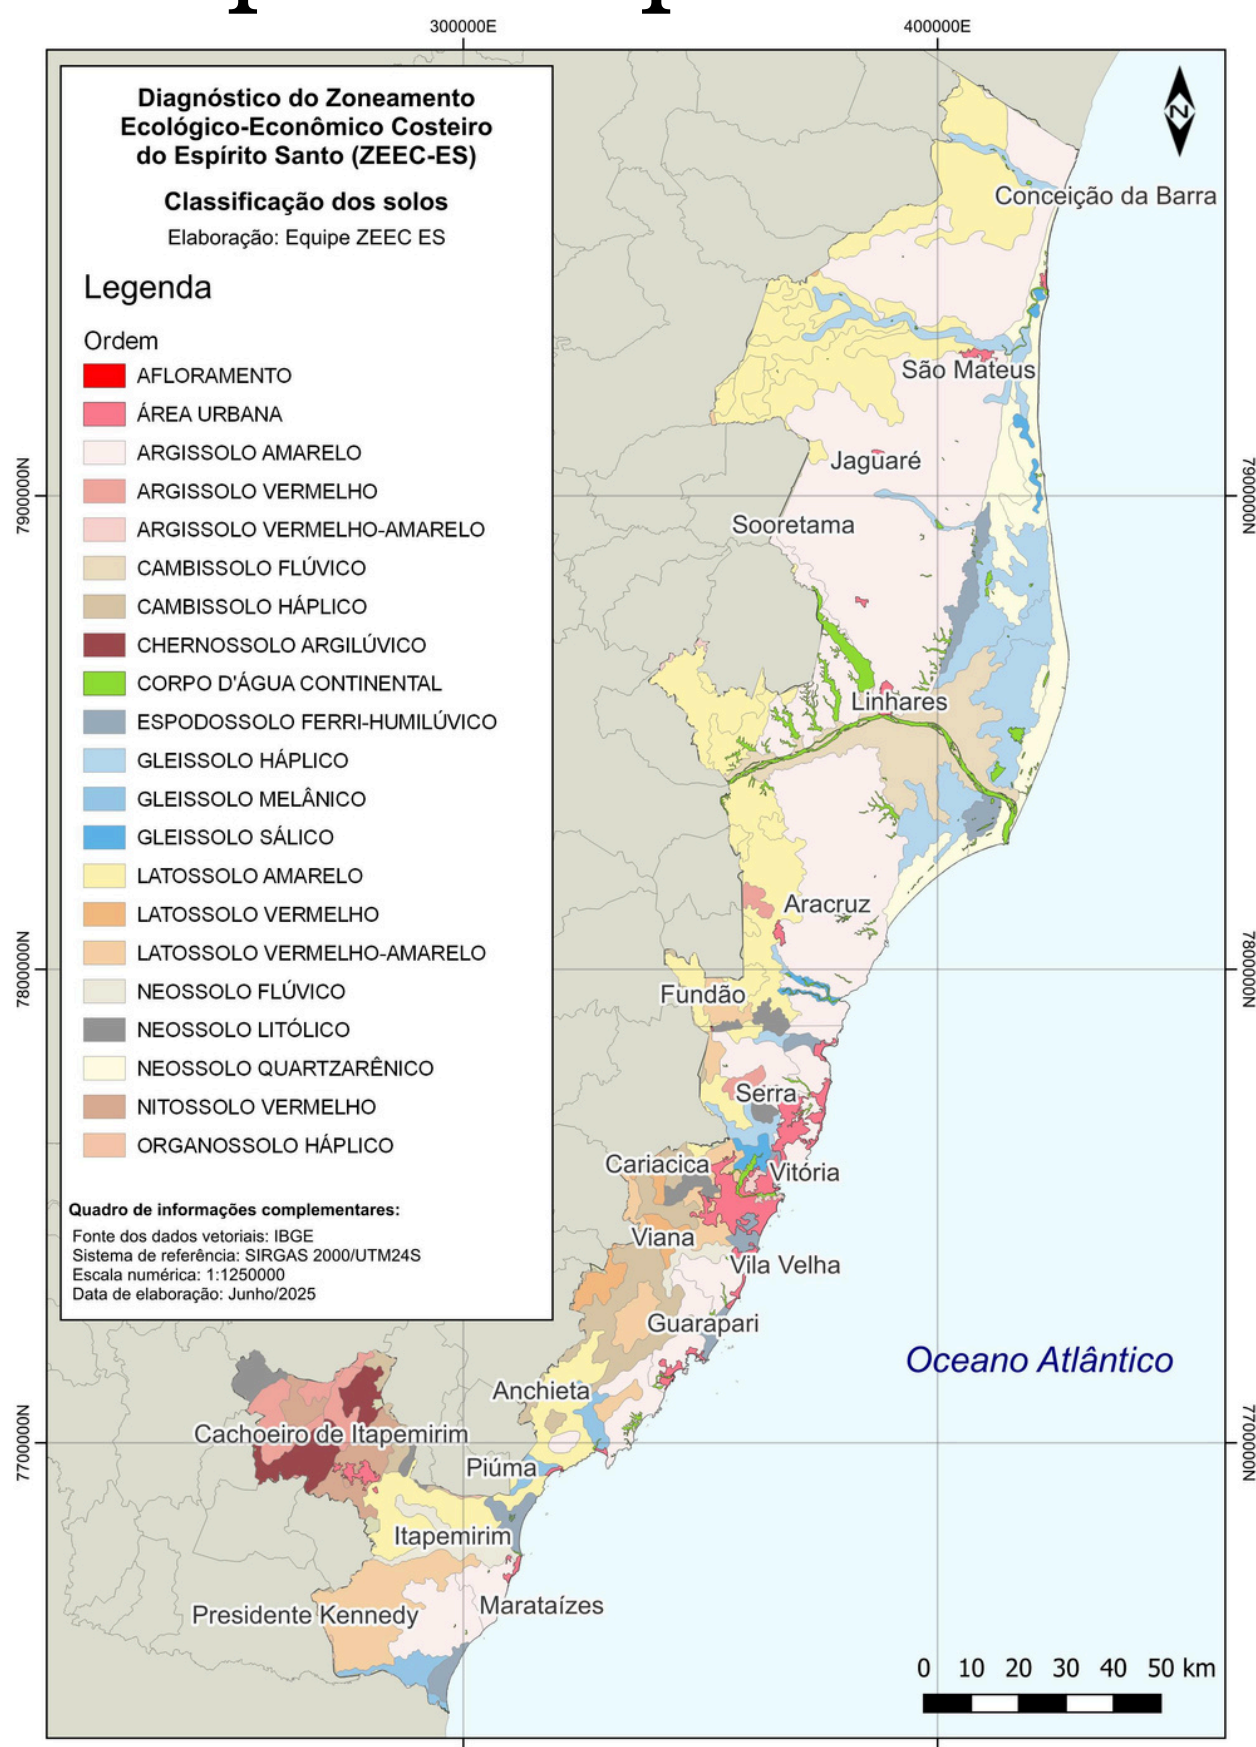 300000E
400000E
Diagnóstico do Zoneamento
Ecológico-Econômico Costeiro
do Espírito Santo (ZEEC-ES)
Classificação dos solos
Elaboração: Equipe ZEEC ES
Legenda
Ordem
AFLORAMENTO
ÁREA URBANA
ARGISSOLO AMARELO
ARGISSOLO VERMELHO
ARGISSOLO VERMELHO-AMARELO
CAMBISSOLO FLÚVICO
CAMBISSOLO HÁPLICO
CHERNOSSOLO ARGILÚVICO
CORPO D'ÁGUA CONTINENTAL
ESPODOSSOLO FERRI-HUMILÚVICO
GLEISSOLO HÁPLICO
GLEISSOLO MELÂNICO
GLEISSOLO SÁLICO
LATOSSOLO AMARELO
LATOSSOLO VERMELHO
LATOSSOLO VERMELHO-AMARELO
NEOSSOLO FLÚVICO
NEOSSOLO LITÓLICO
NEOSSOLO QUARTZARÊNICO
NITOSSOLO VERMELHO
ORGANOSSOLO HÁPLICO
Quadro de informações complementares:
Fonte dos dados vetoriais: IBGE
Sistema de referência: SIRGAS 2000/UTM24S
Escala numérica: 1:1250000
Data de elaboração: Junho/2025
N
Conceição da Barra
São Mateus
Jaguaré
7900000N
7900000N
Sooretama
Linhares
Aracruz
7800000N
7800000N
Fundão
Serra
Cariacica
Vitória
Viana
Vila Velha
Guarapari
Oceano Atlântico
Anchieta
Cachoeiro de Itapemirim
7700000N
7700000N
Piúma
Itapemirim
Marataízes
Presidente Kennedy
0 10 20 30 40 50 km